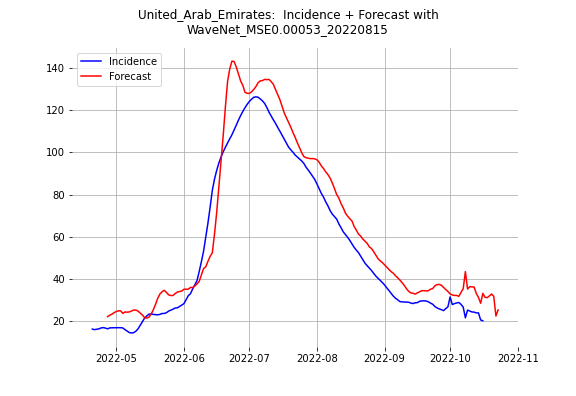 United_Arab_Emirates:  Incidence + Forecast with
WaveNet_MSE0.00053_20220815
Incidence
Forecast
140
120
100
80
60
40
20
2022-05 2022-06 2022-07 2022-08 2022-09 2022-10 2022-11